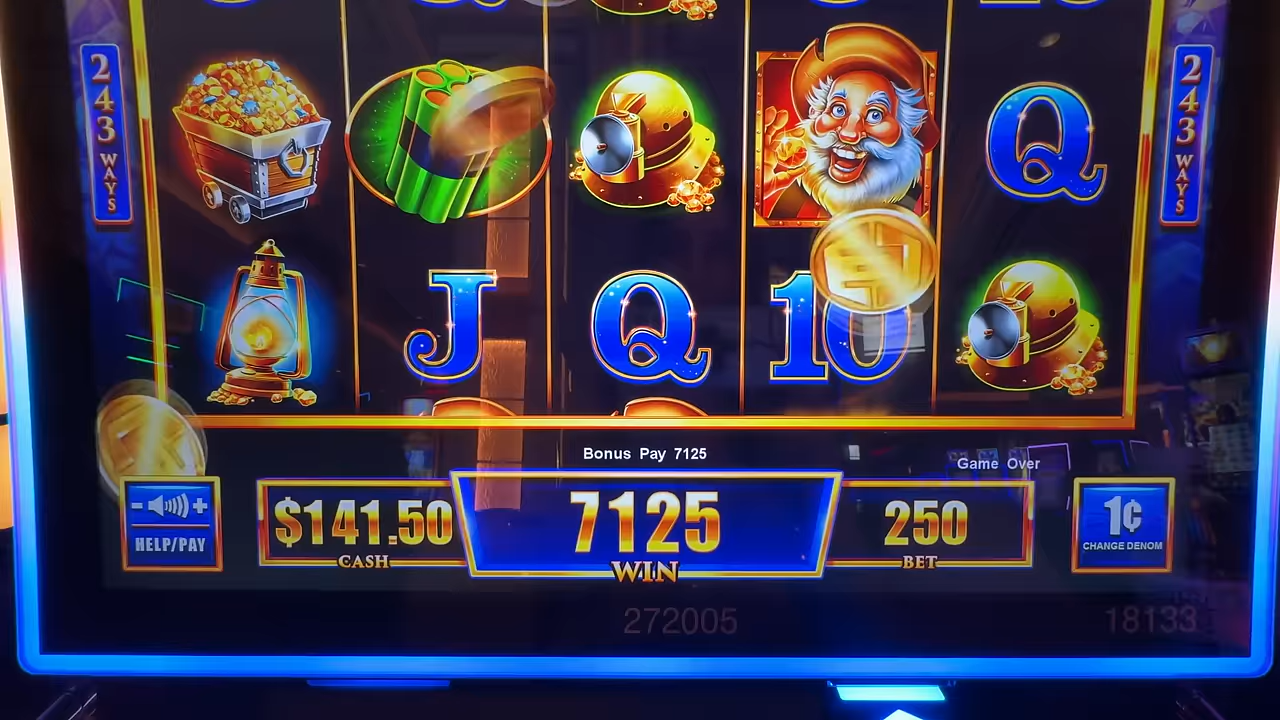 243 WAYS
243 WAYS
Q
J
Q
10
Q
Bonus Pay 7125
Game Over
- +
HELP/PAY
$141.50
CASH
7125
WIN
250
BET
1¢
CHANGE DENOM
272005
18133